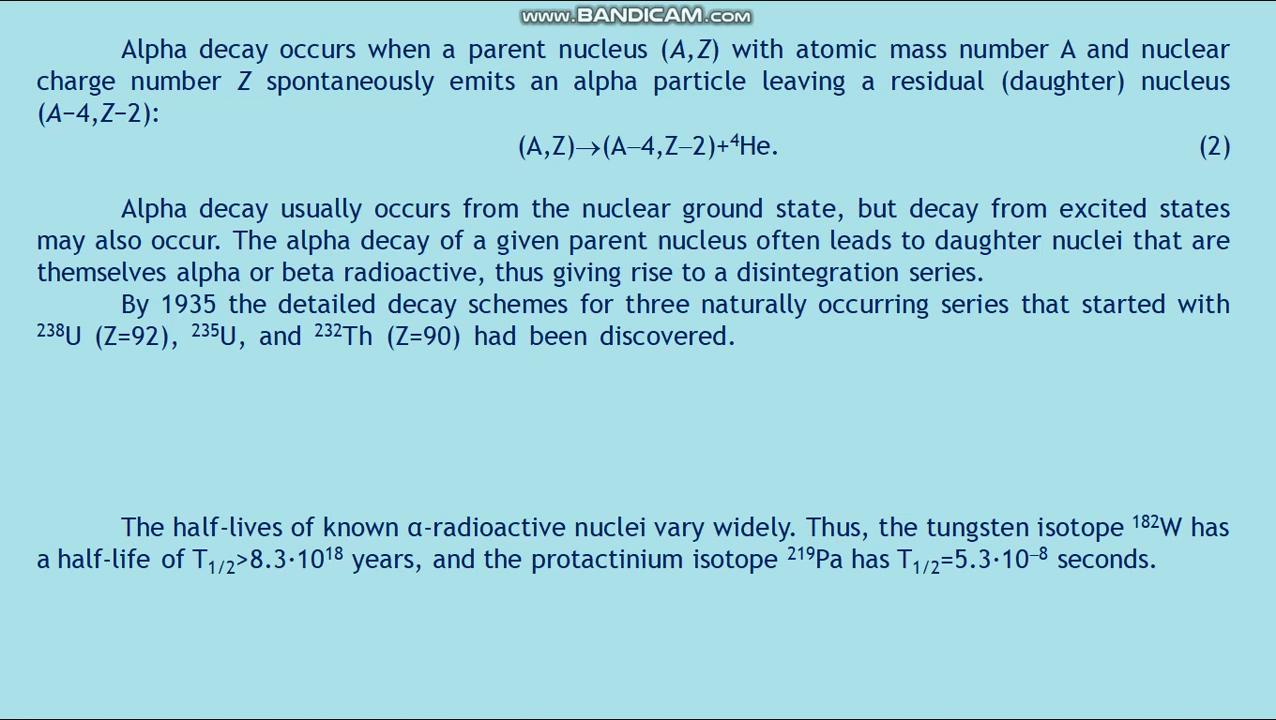 www.BANDICAM.com
Alpha decay occurs when a parent nucleus (A,Z) with atomic mass number A and nuclear
charge number Z spontaneously emits an alpha particle leaving a residual (daughter) nucleus
(A−4,Z−2):
(A,Z)→(A–4,Z–2)+⁴He. (2)
Alpha decay usually occurs from the nuclear ground state, but decay from excited states
may also occur. The alpha decay of a given parent nucleus often leads to daughter nuclei that are
themselves alpha or beta radioactive, thus giving rise to a disintegration series.
By 1935 the detailed decay schemes for three naturally occurring series that started with
²³⁸U (Z=92), ²³⁵U, and ²³²Th (Z=90) had been discovered.
The half-lives of known α-radioactive nuclei vary widely. Thus, the tungsten isotope ¹⁸²W has
a half-life of T₁/₂>8.3·10¹⁸ years, and the protactinium isotope ²¹⁹Pa has T₁/₂=5.3·10⁻⁸ seconds.